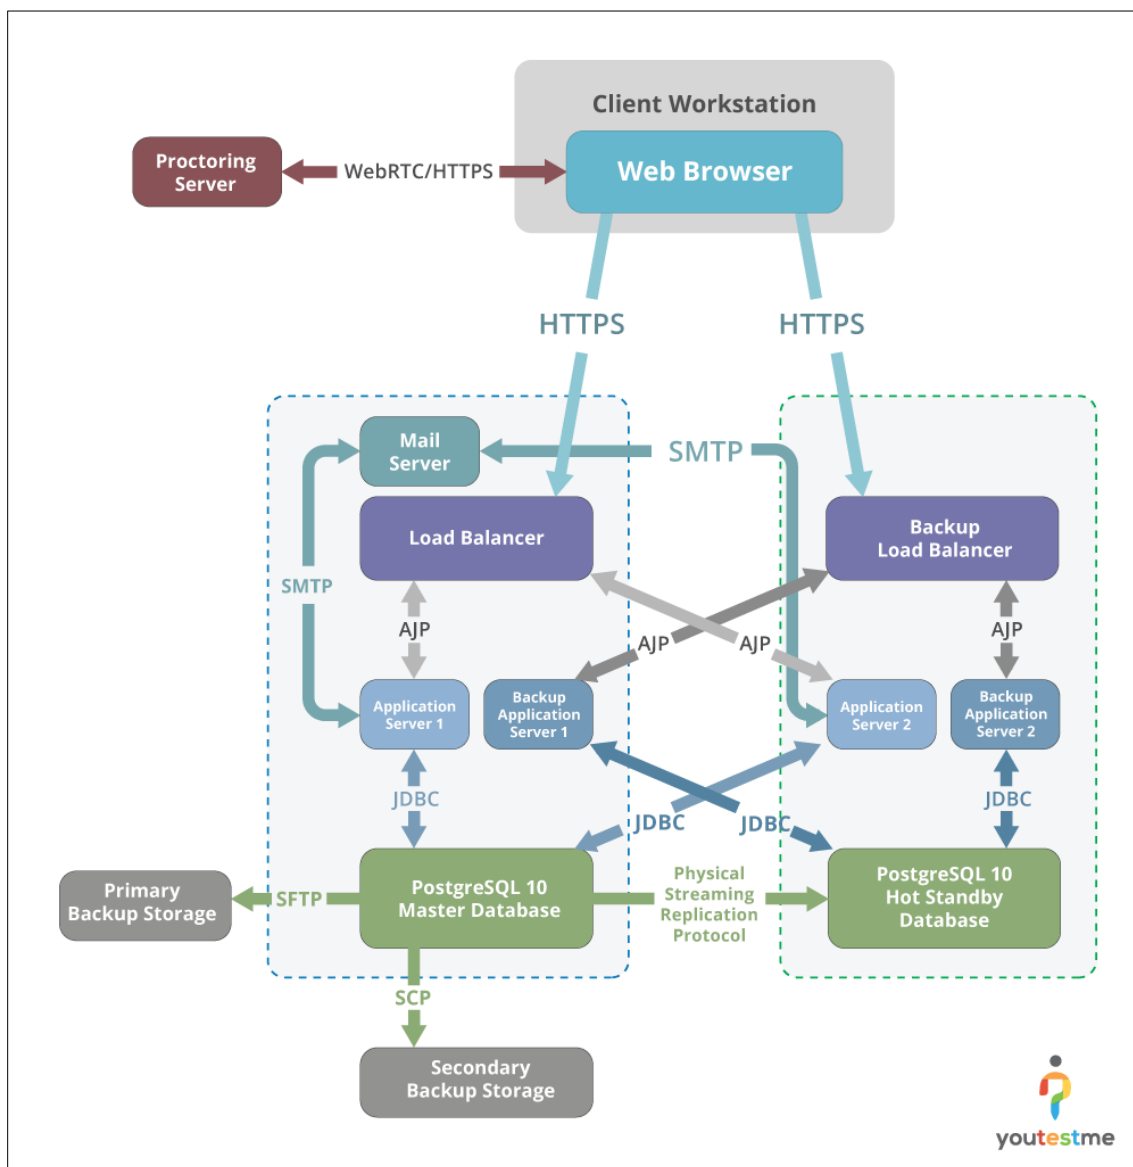 Client Workstation
Web Browser
Proctoring
Server
WebRTC/HTTPS
HTTPS
HTTPS
Mail
Server
SMTP
Load Balancer
Backup
Load Balancer
SMTP
AJP
AJP
AJP
AJP
Application
Server 1
Backup
Application
Server 1
Application
Server 2
Backup
Application
Server 2
JDBC
JDBC
JDBC
JDBC
Primary
Backup Storage
SFTP
PostgreSQL 10
Master Database
Physical
Streaming
Replication
Protocol
PostgreSQL 10
Hot Standby
Database
SCP
Secondary
Backup Storage
youtestme